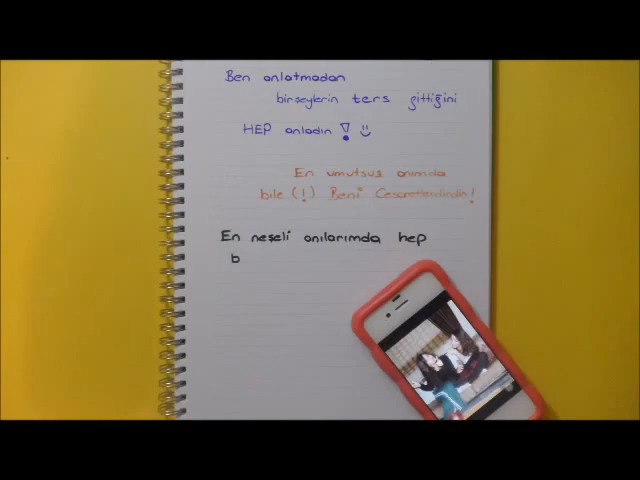 Ben anlatmadan
birşeylerin ters gittiğini
HEP anladın !
En umutsuz anımda
bile (!) Beni Cesaretlendirdin!
En neşeli anılarımda hep
b